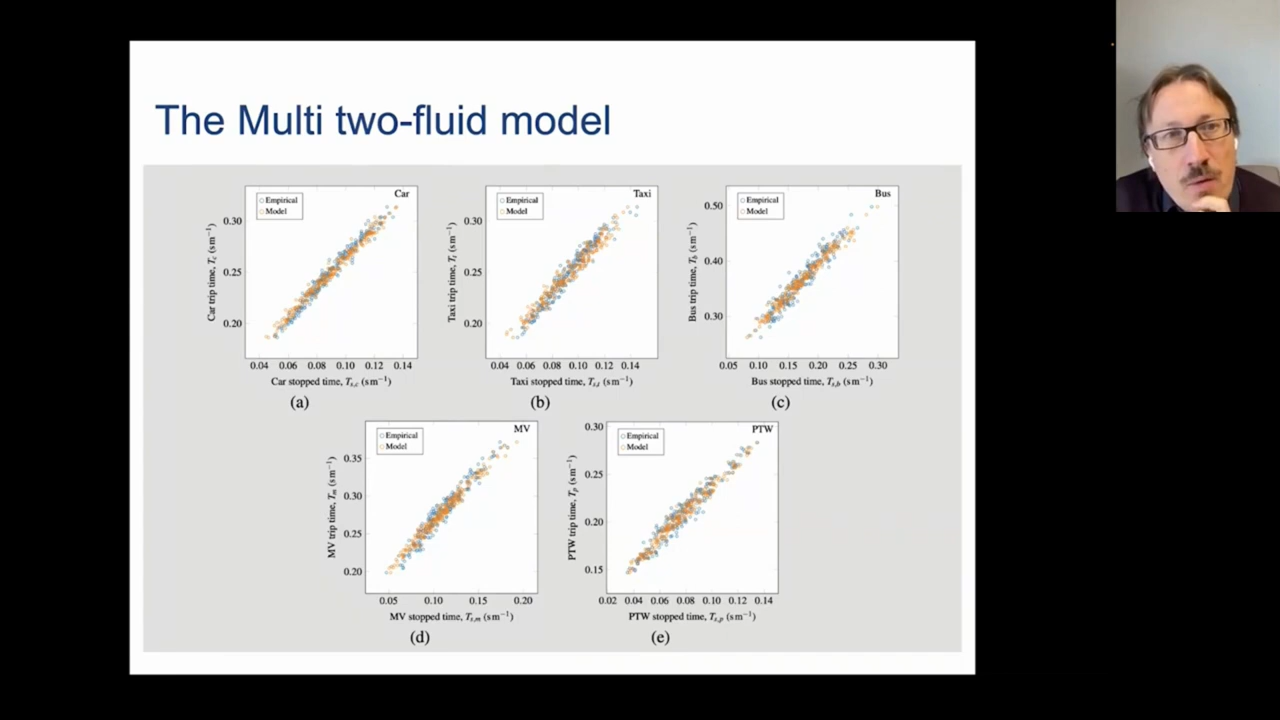 The Multi two-fluid model
Car
Empirical
Model
0.30
0.25
0.20
Car trip time, T_c (s m⁻¹)
0.04 0.06 0.08 0.10 0.12 0.14
Car stopped time, T_s,c (s m⁻¹)
(a)
Taxi
Empirical
Model
0.30
0.25
0.20
Taxi trip time, T_t (s m⁻¹)
0.04 0.06 0.08 0.10 0.12 0.14
Taxi stopped time, T_s,t (s m⁻¹)
(b)
Bus
Empirical
Model
0.50
0.40
0.30
Bus trip time, T_b (s m⁻¹)
0.05 0.10 0.15 0.20 0.25 0.30
Bus stopped time, T_s,b (s m⁻¹)
(c)
MV
Empirical
Model
0.35
0.30
0.25
0.20
MV trip time, T_m (s m⁻¹)
0.05 0.10 0.15 0.20
MV stopped time, T_s,m (s m⁻¹)
(d)
PTW
Empirical
Model
0.30
0.25
0.20
0.15
PTW trip time, T_p (s m⁻¹)
0.02 0.04 0.06 0.08 0.10 0.12 0.14
PTW stopped time, T_s,p (s m⁻¹)
(e)